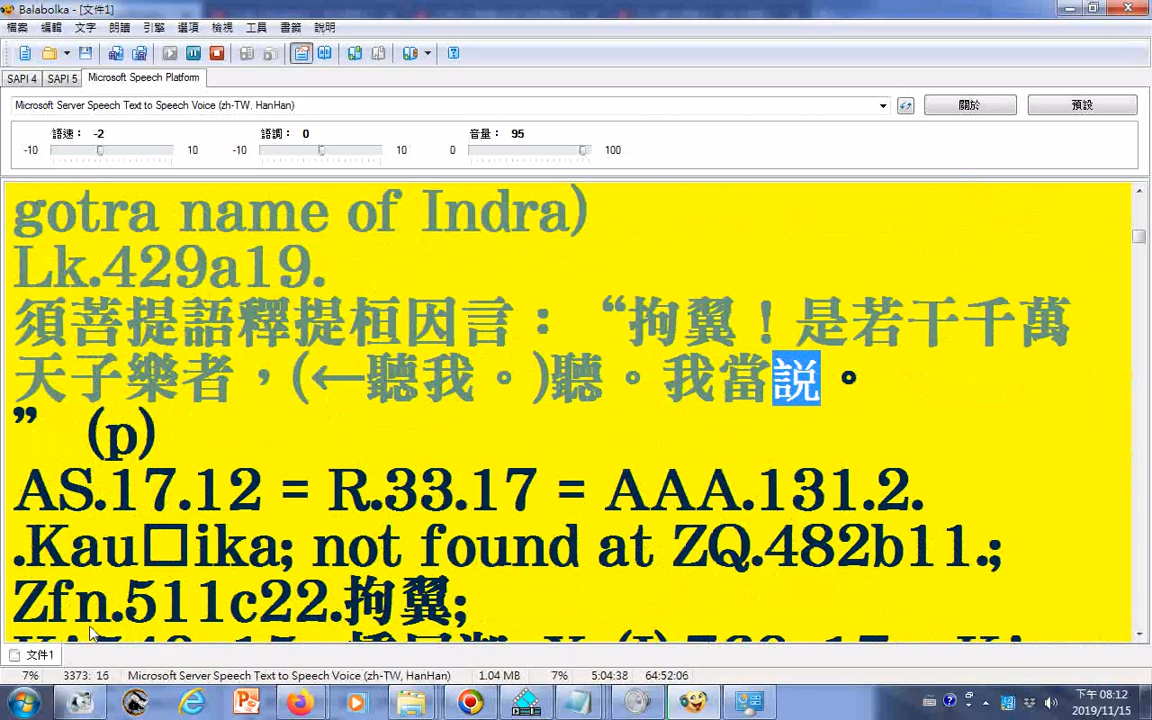 Balabolka - [文件1]
檔案 編輯 文字 朗讀 引擎 選項 檢視 工具 書籤 說明
SAPI 4 SAPI 5 Microsoft Speech Platform
Microsoft Server Speech Text to Speech Voice (zh-TW, HanHan) 關於 預設
語速： -2 語調： 0 音量： 95
-10 10 -10 10 0 100
gotra name of Indra)
Lk.429a19.
須菩提語釋提桓因言：“拘翼！是若干千萬
天子樂者，(←聽我。)聽。我當説。
” (p)
AS.17.12 = R.33.17 = AAA.131.2.
.Kau□ika; not found at ZQ.482b11.;
Zfn.511c22.拘翼;
文件1
7% 3373: 16 Microsoft Server Speech Text to Speech Voice (zh-TW, HanHan) 1.04 MB 7% 5:04:38 64:52:06
下午 08:12
2019/11/15